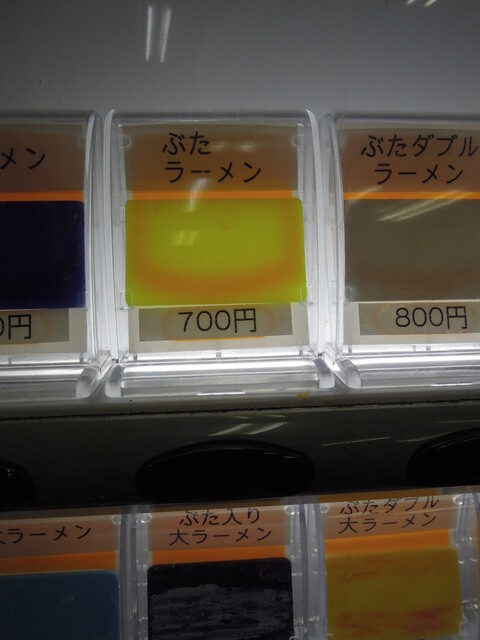 メン
ぶた
ラーメン
ぶたダブル
ラーメン
0円
700円
800円
大ラーメン
ぶた入り
大ラーメン
ぶたダブル
大ラーメン